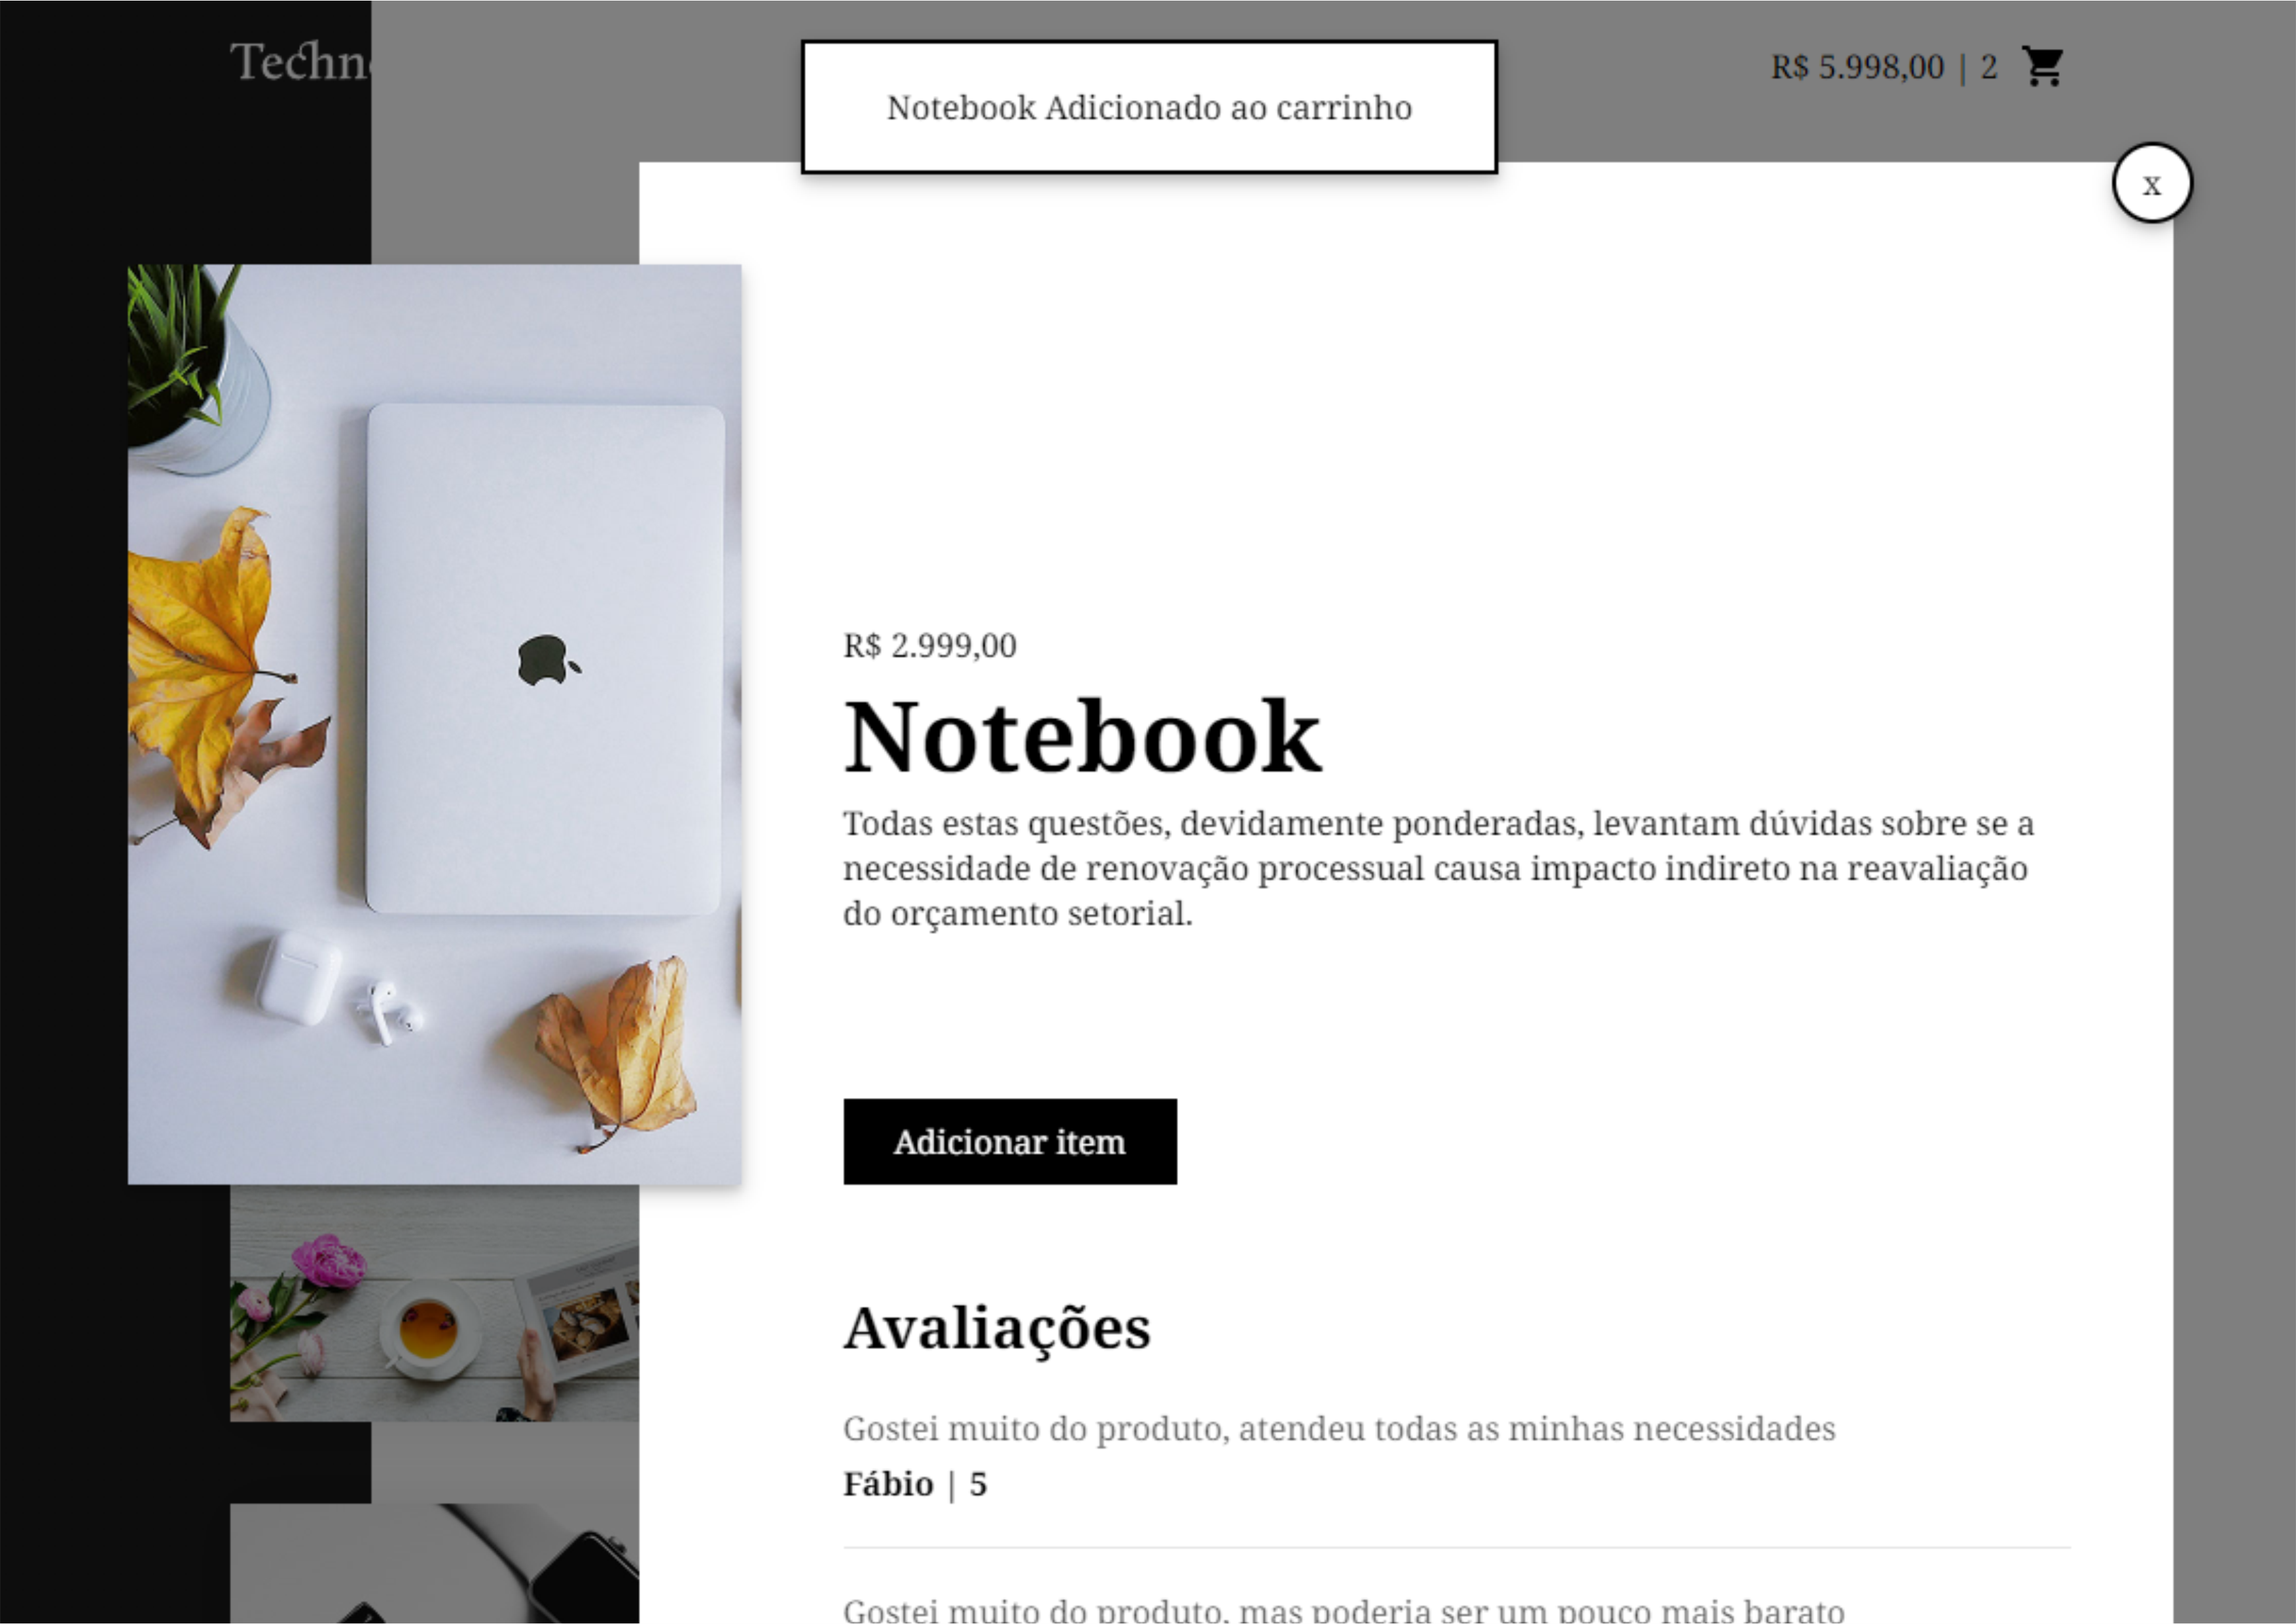 R$ 5.998,00 | 2
Notebook Adicionado ao carrinho
x
R$ 2.999,00
Notebook
Todas estas questões, devidamente ponderadas, levantam dúvidas sobre se a
necessidade de renovação processual causa impacto indireto na reavaliação
do orçamento setorial.
Adicionar item
Avaliações
Gostei muito do produto, atendeu todas as minhas necessidades
Fábio | 5
Gostei muito do produto, mas poderia ser um pouco mais barato